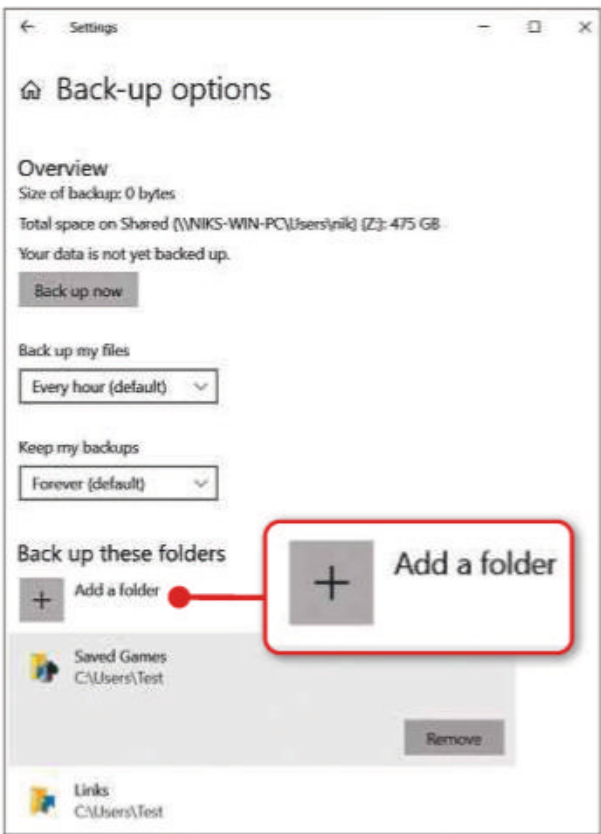 Settings
Back-up options
Overview
Size of backup: 0 bytes
Total space on Shared (\\NIKS-WIN-PC\Users\nik) (Z:): 475 GB
Your data is not yet backed up.
Back up now
Back up my files
Every hour (default)
Keep my backups
Forever (default)
Back up these folders
Add a folder
Add a folder
Saved Games
C:\Users\Test
Remove
Links
C:\Users\Test